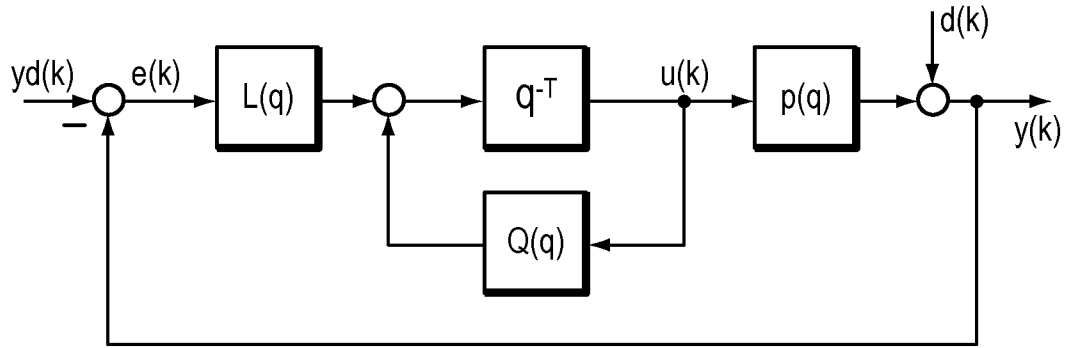 d(k)
yd(k)
e(k)
L(q)
q-T
u(k)
p(q)
y(k)
−
Q(q)